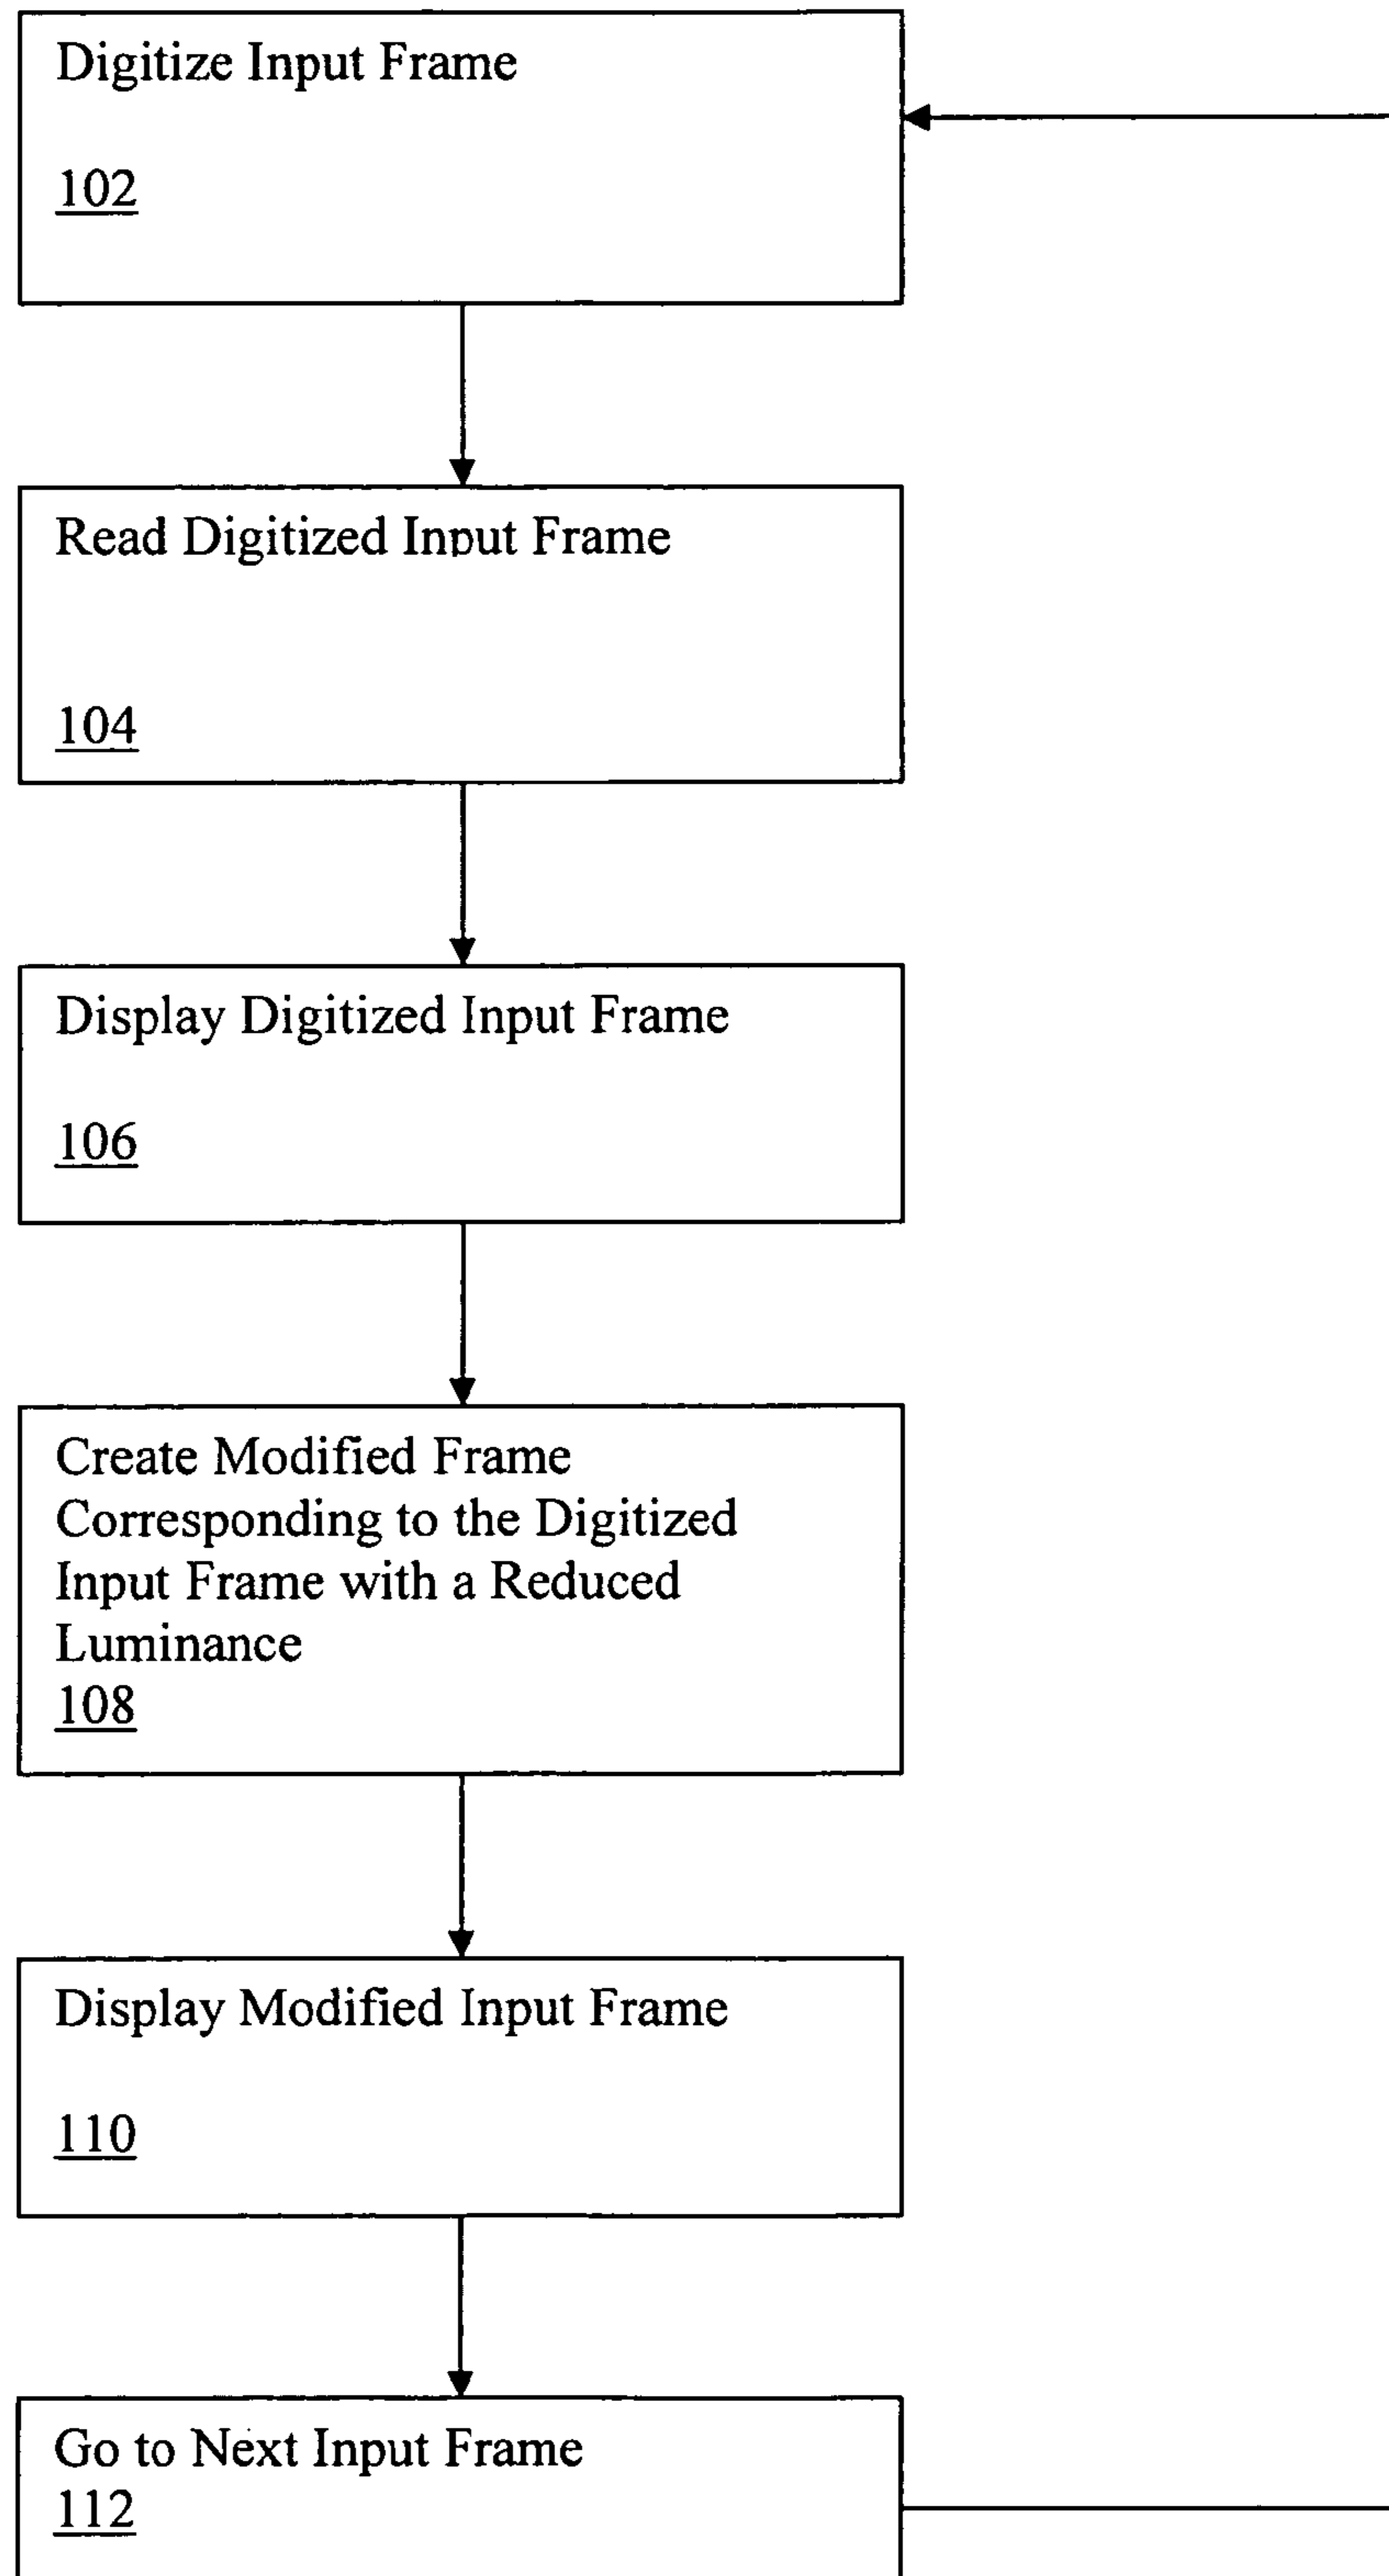 Digitize Input Frame
102
Read Digitized Input Frame
104
Display Digitized Input Frame
106
Create Modified Frame
Corresponding to the Digitized
Input Frame with a Reduced
Luminance
108
Display Modified Input Frame
110
Go to Next Input Frame
112